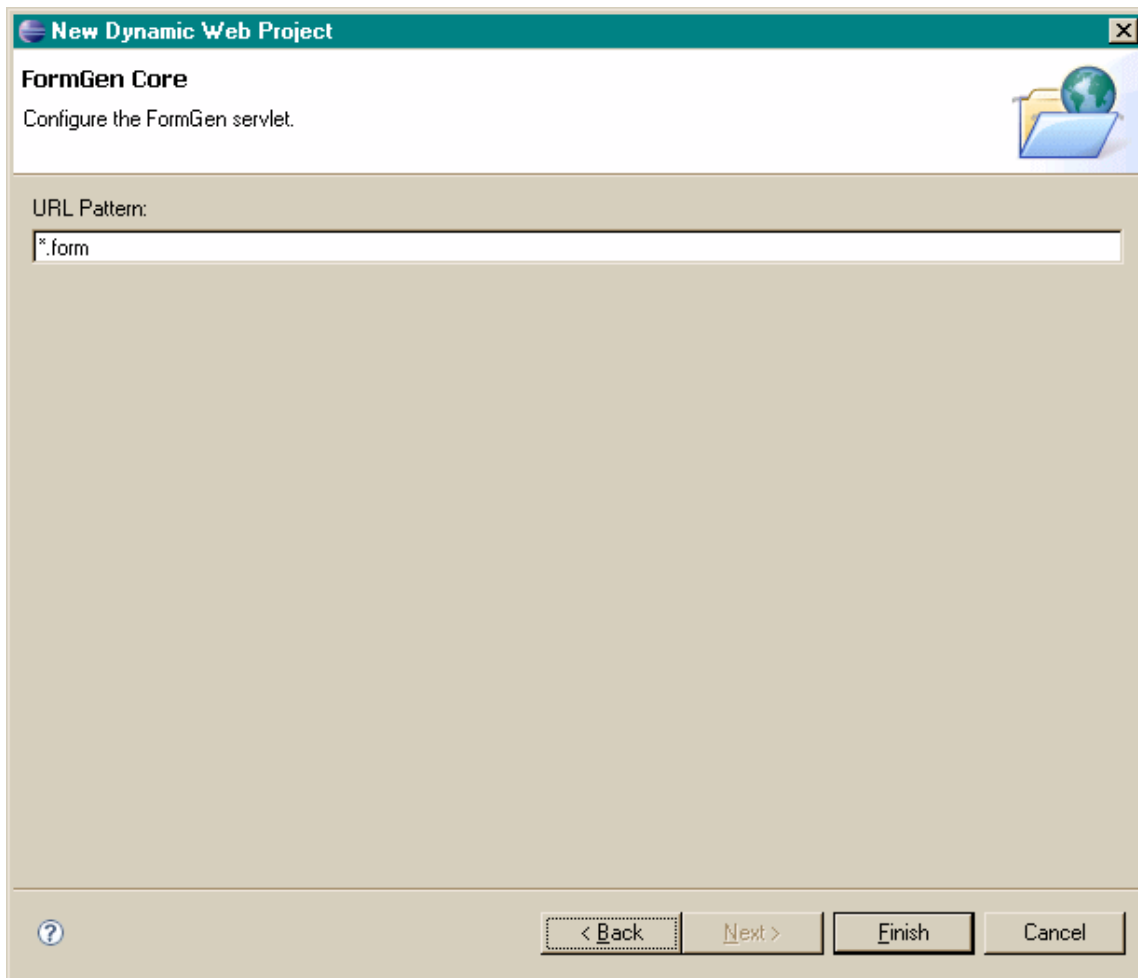 New Dynamic Web Project
FormGen Core
Configure the FormGen servlet.
URL Pattern:
*.form
? < Back Next > Finish Cancel